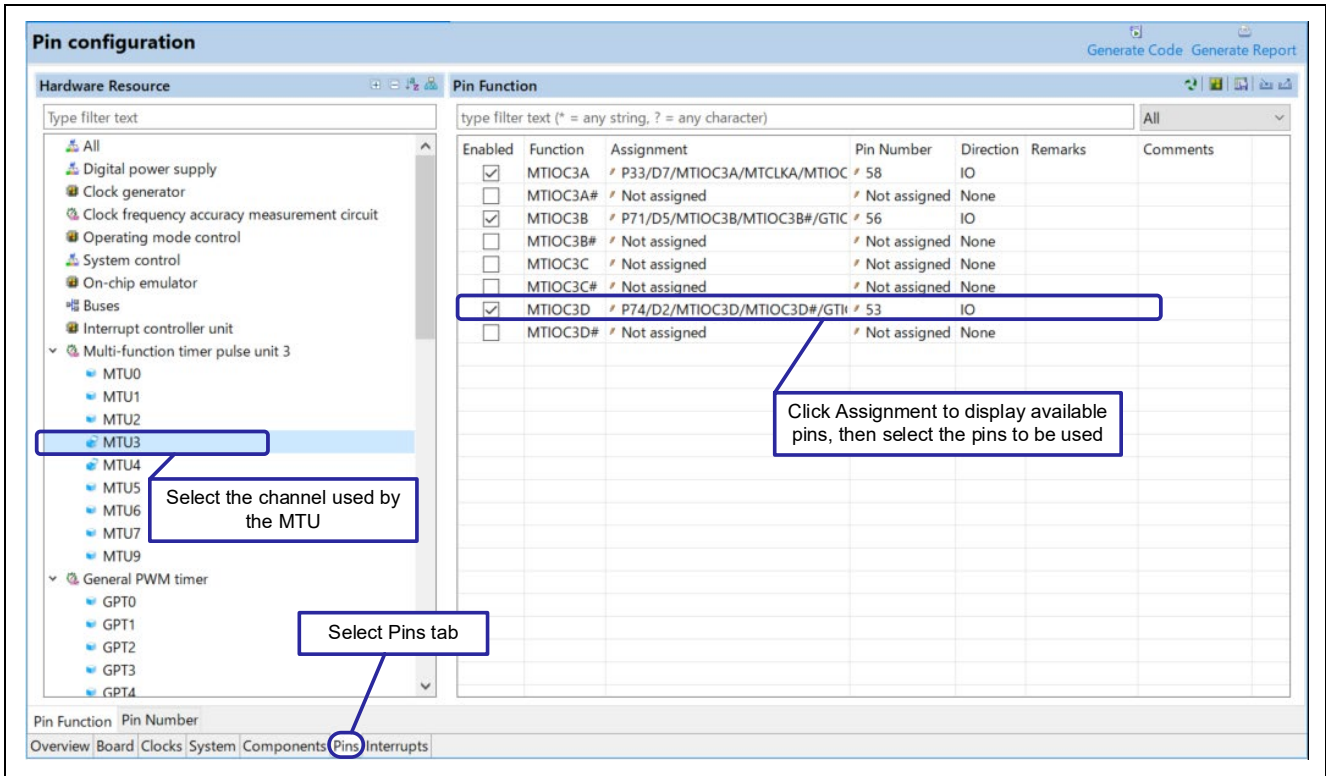 Pin configuration
Generate Code Generate Report
Hardware Resource
Type filter text
All
Digital power supply
Clock generator
Clock frequency accuracy measurement circuit
Operating mode control
System control
On-chip emulator
Buses
Interrupt controller unit
Multi-function timer pulse unit 3
MTU0
MTU1
MTU2
MTU3
MTU4
MTU5
MTU6
MTU7
MTU9
General PWM timer
GPT0
GPT1
GPT2
GPT3
GPT4
Select the channel used by
the MTU
Pin Function
type filter text (* = any string, ? = any character)
All
Enabled Function Assignment Pin Number Direction Remarks Comments
MTIOC3A P33/D7/MTIOC3A/MTCLKA/MTIOC 58 IO
MTIOC3A# Not assigned Not assigned None
MTIOC3B P71/D5/MTIOC3B/MTIOC3B#/GTIC 56 IO
MTIOC3B# Not assigned Not assigned None
MTIOC3C Not assigned Not assigned None
MTIOC3C# Not assigned Not assigned None
MTIOC3D P74/D2/MTIOC3D/MTIOC3D#/GTI 53 IO
MTIOC3D# Not assigned Not assigned None
Click Assignment to display available
pins, then select the pins to be used
Select Pins tab
Pin Function Pin Number
Overview Board Clocks System Components Pins Interrupts